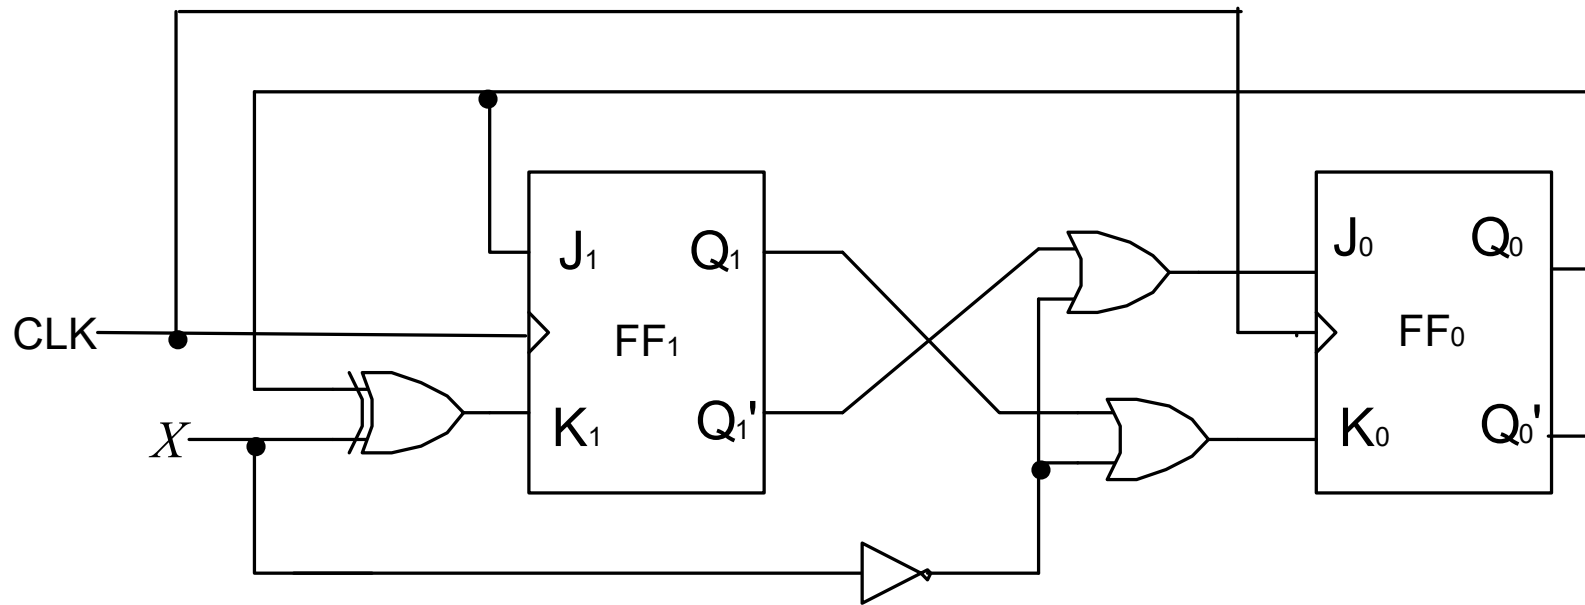 J₁ Q₁
J₀ Q₀
CLK
FF₁
FF₀
X
K₁ Q₁'
K₀ Q₀'